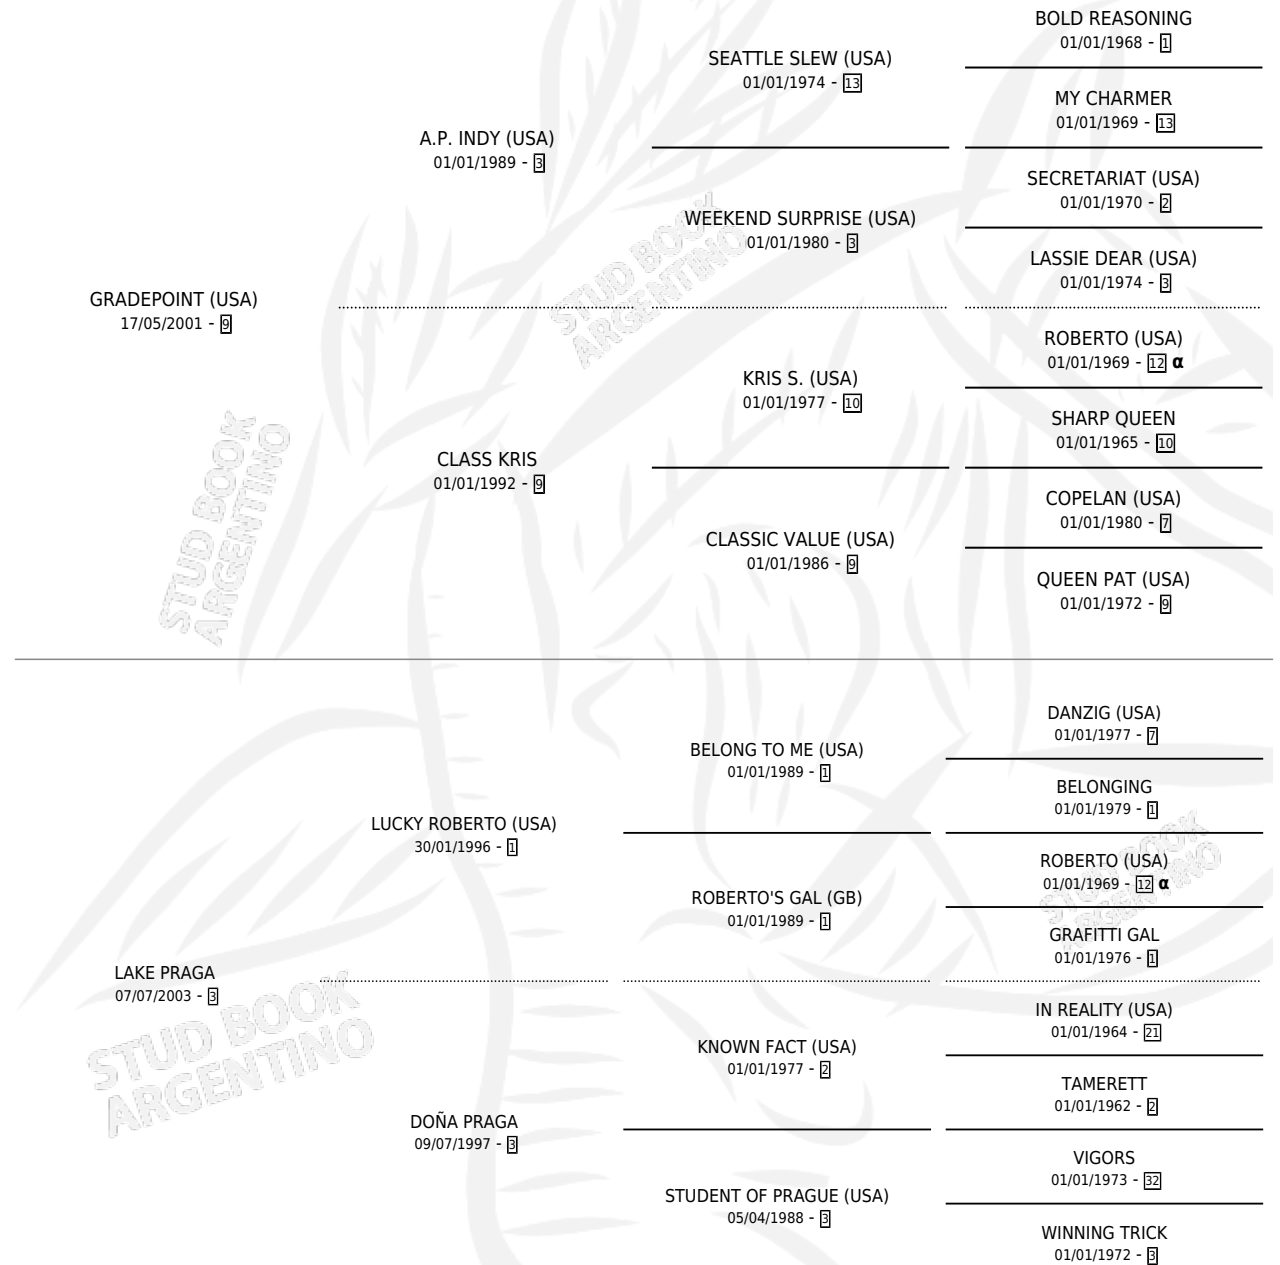 BOLD REASONING
01/01/1968 - 1
SEATTLE SLEW (USA)
01/01/1974 - 13
MY CHARMER
01/01/1969 - 13
A.P. INDY (USA)
01/01/1989 - 3
SECRETARIAT (USA)
01/01/1970 - 2
WEEKEND SURPRISE (USA)
01/01/1980 - 3
LASSIE DEAR (USA)
01/01/1974 - 3
GRADEPOINT (USA)
17/05/2001 - 9
ROBERTO (USA)
01/01/1969 - 12 α
KRIS S. (USA)
01/01/1977 - 10
SHARP QUEEN
01/01/1965 - 10
CLASS KRIS
01/01/1992 - 9
COPELAN (USA)
01/01/1980 - 7
CLASSIC VALUE (USA)
01/01/1986 - 9
QUEEN PAT (USA)
01/01/1972 - 9
DANZIG (USA)
01/01/1977 - 7
BELONG TO ME (USA)
01/01/1989 - 1
BELONGING
01/01/1979 - 1
LUCKY ROBERTO (USA)
30/01/1996 - 1
ROBERTO (USA)
01/01/1969 - 12 α
ROBERTO'S GAL (GB)
01/01/1989 - 1
GRAFITTI GAL
01/01/1976 - 1
LAKE PRAGA
07/07/2003 - 3
IN REALITY (USA)
01/01/1964 - 21
KNOWN FACT (USA)
01/01/1977 - 2
TAMERETT
01/01/1962 - 2
DOÑA PRAGA
09/07/1997 - 3
VIGORS
01/01/1973 - 32
STUDENT OF PRAGUE (USA)
05/04/1988 - 3
WINNING TRICK
01/01/1972 - 3
STUD BOOK
ARGENTINO
STUD BOOK
ARGENTINO
STUD BOOK
ARGENTINO
STUD BOOK
ARGENTINO